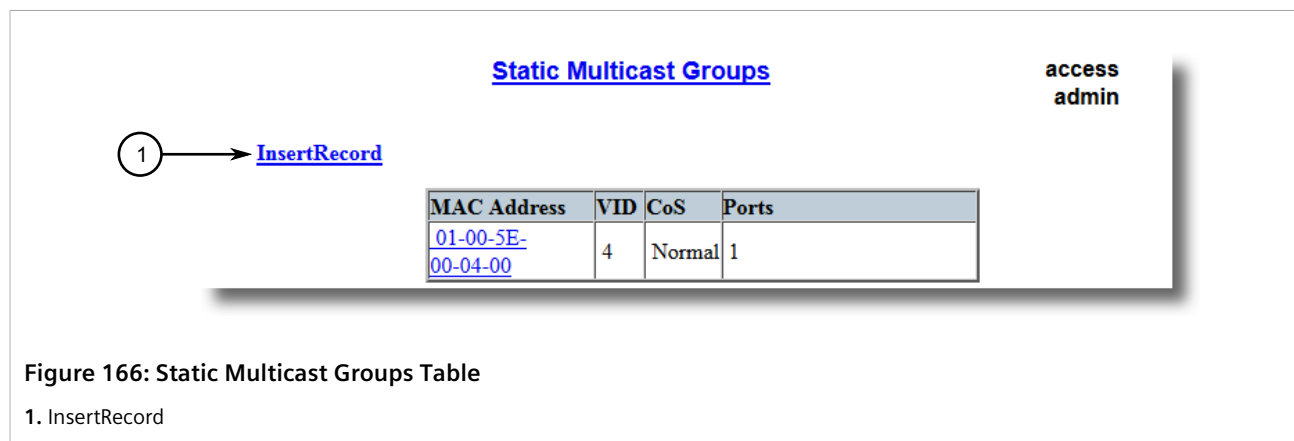 Static Multicast Groups
access
admin
1
InsertRecord
MAC Address VID CoS Ports
01-00-5E-
00-04-00 4 Normal 1
Figure 166: Static Multicast Groups Table
1. InsertRecord